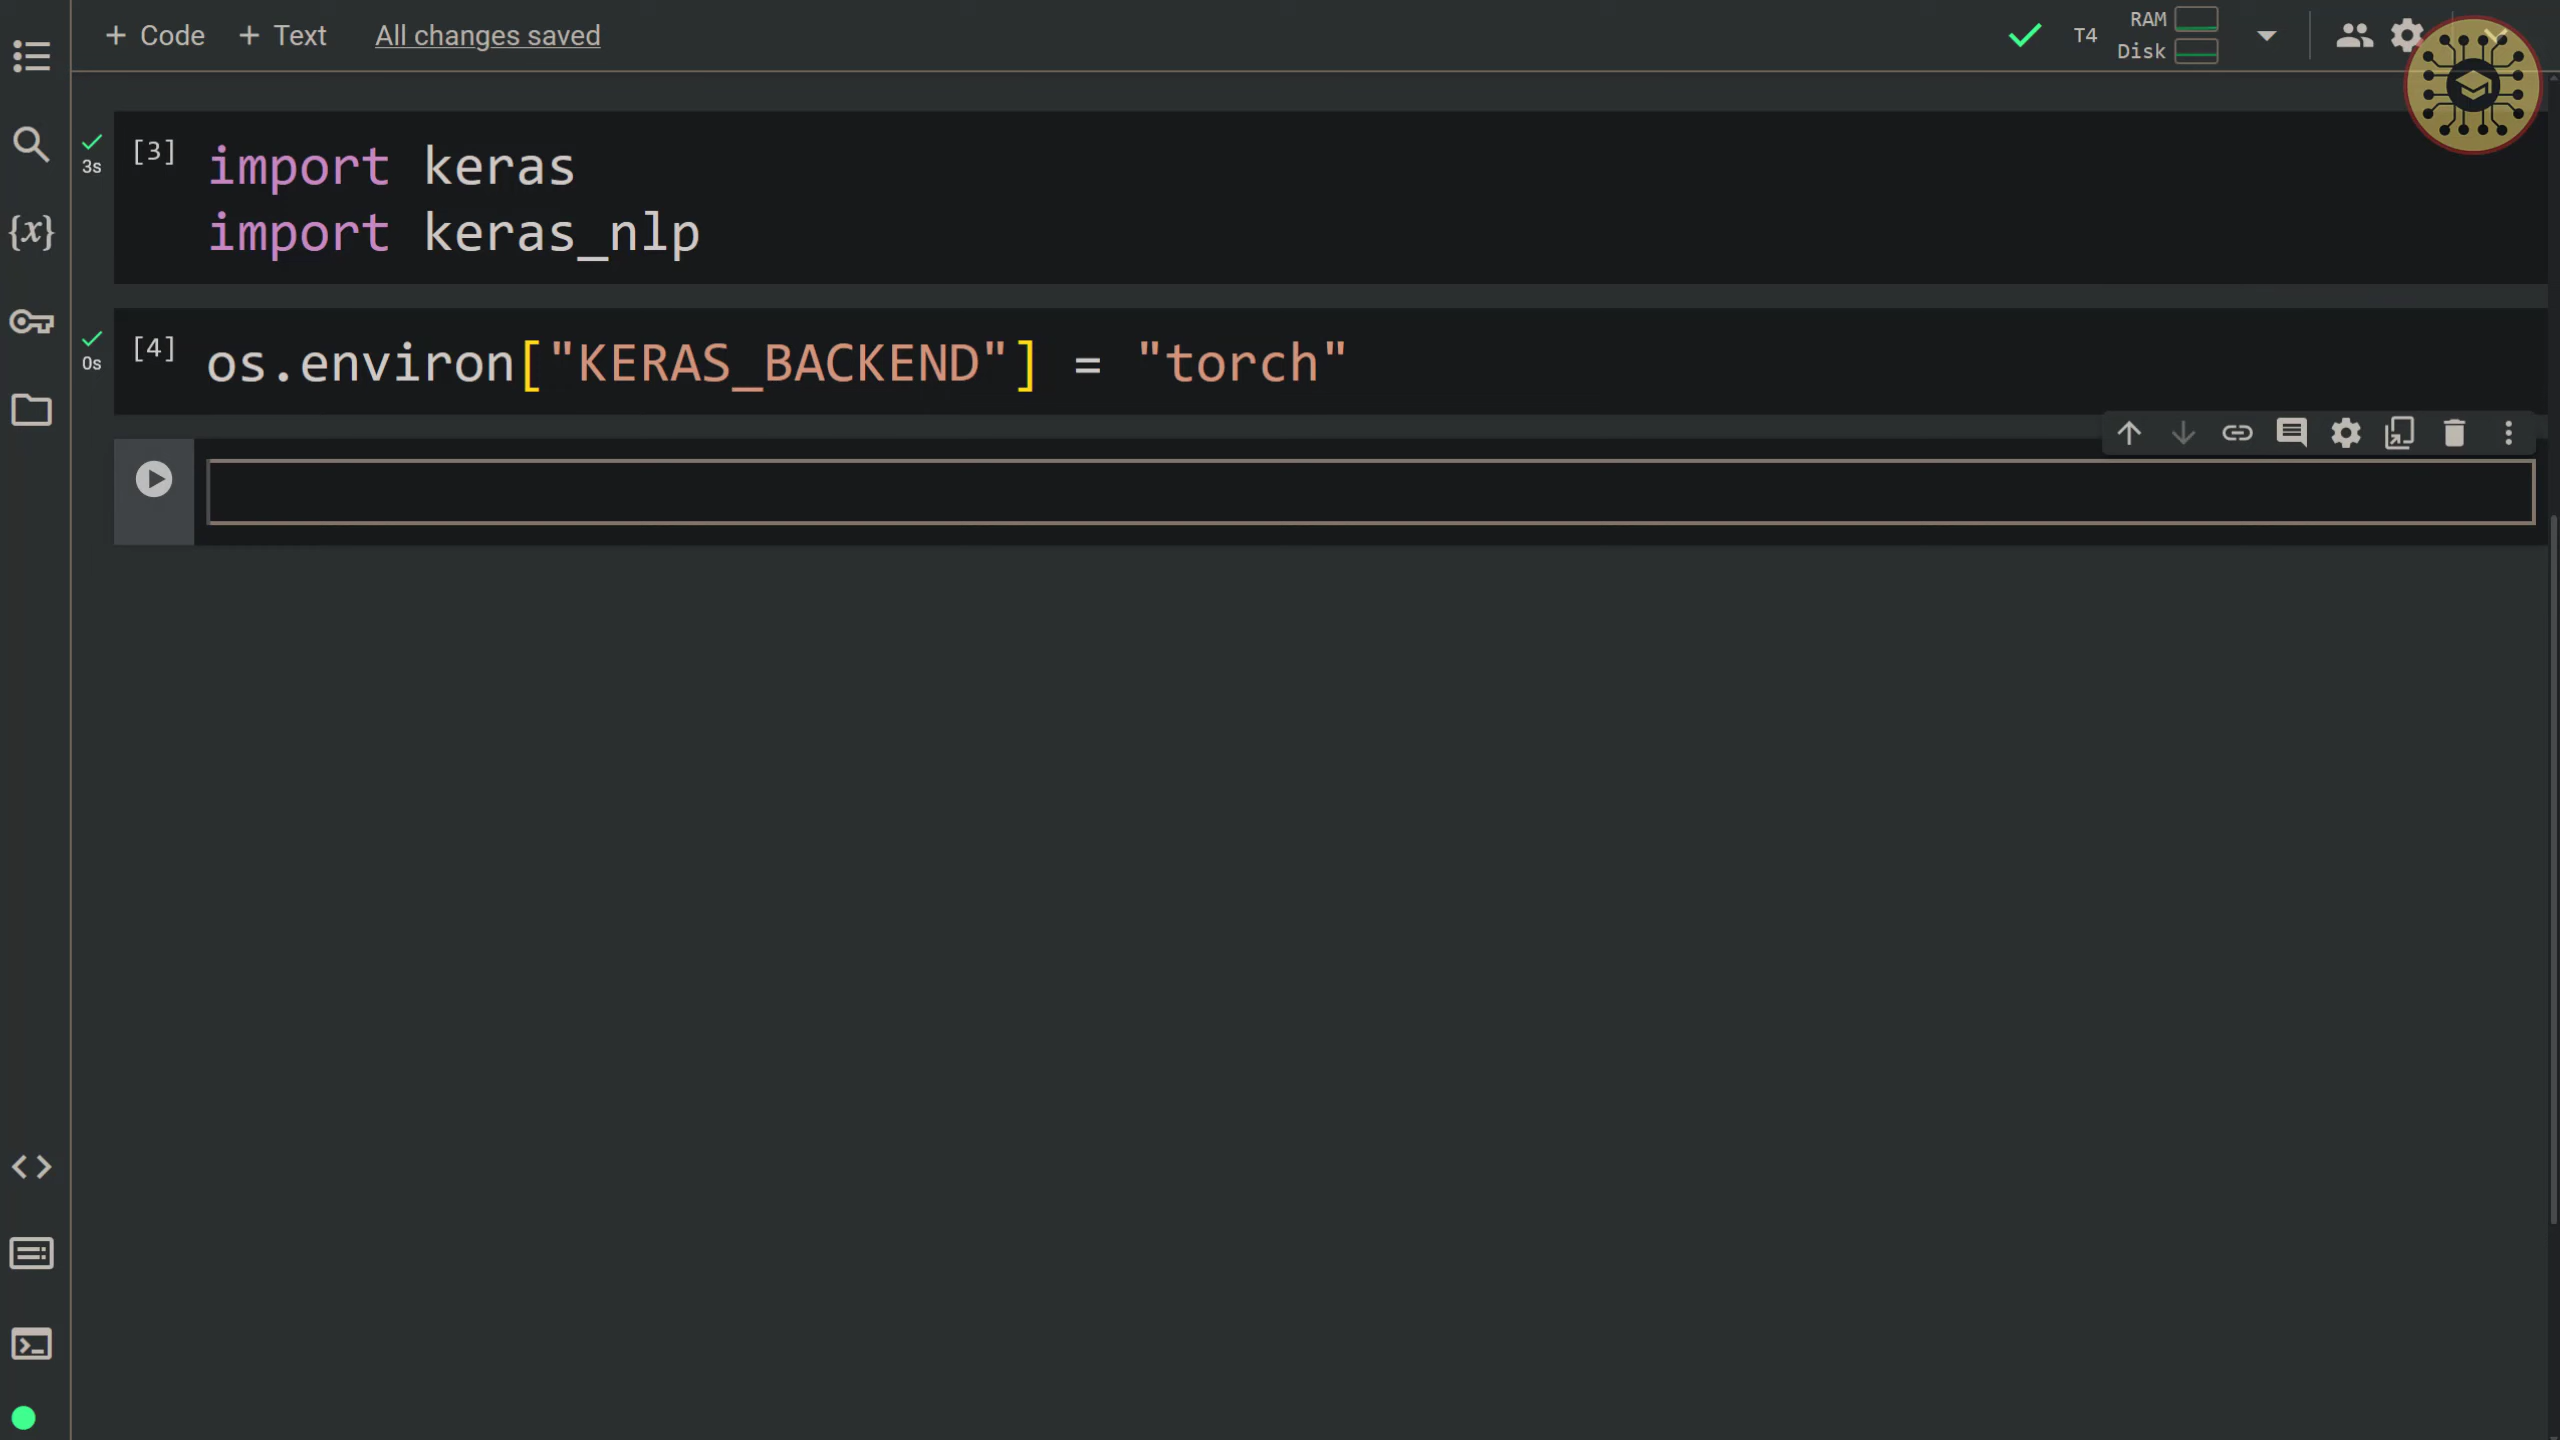 + Code + Text All changes saved
T4
RAM
Disk
3s
[3] import keras
import keras_nlp
0s
[4] os.environ["KERAS_BACKEND"] = "torch"
{x}